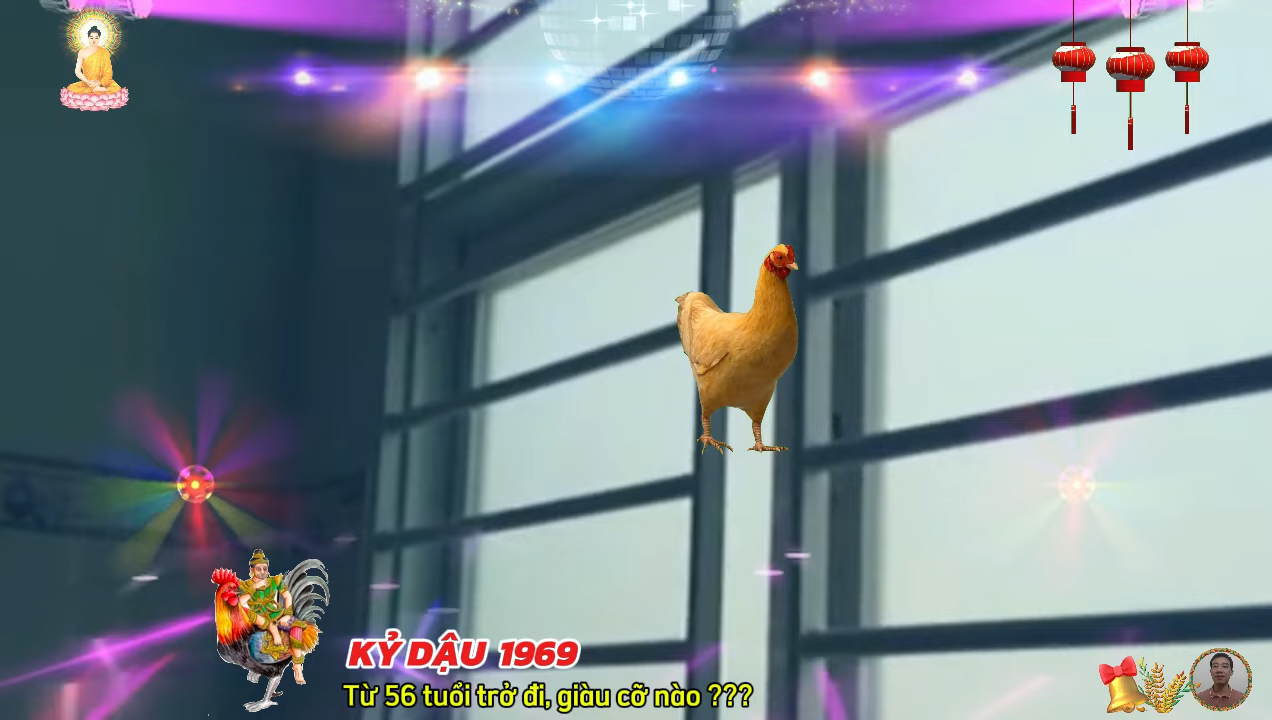 KỶ DẬU 1969
Từ 56 tuổi trở đi, giàu cỡ nào ???